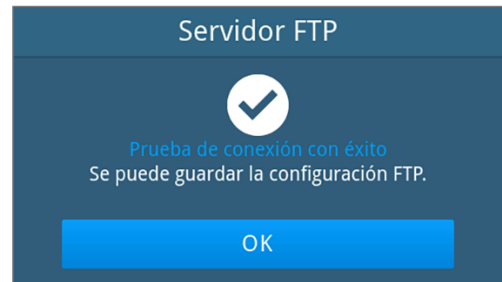 Servidor FTP
Prueba de conexión con éxito
Se puede guardar la configuración FTP.
OK